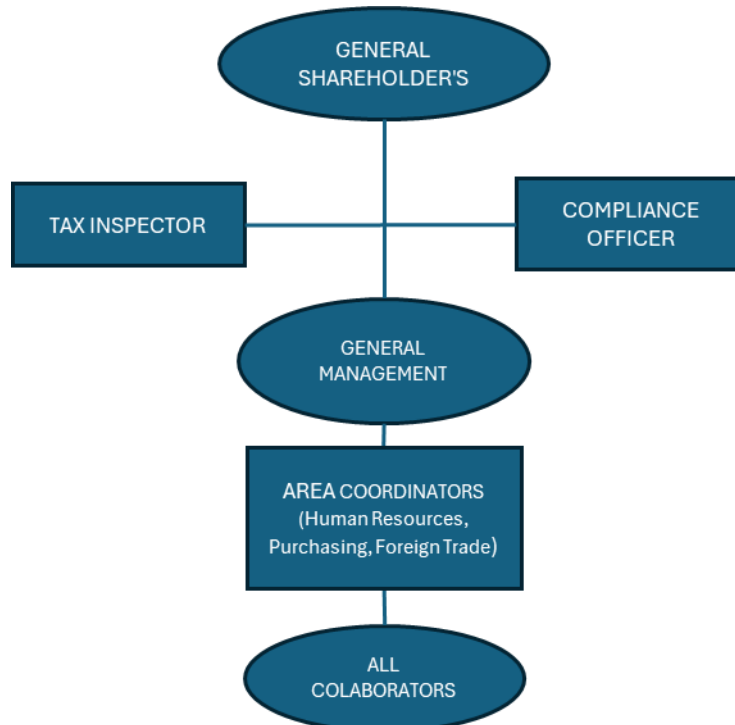 GENERAL
SHAREHOLDER'S
TAX INSPECTOR
COMPLIANCE
OFFICER
GENERAL
MANAGEMENT
AREA COORDINATORS
(Human Resources,
Purchasing, Foreign Trade)
ALL
COLABORATORS